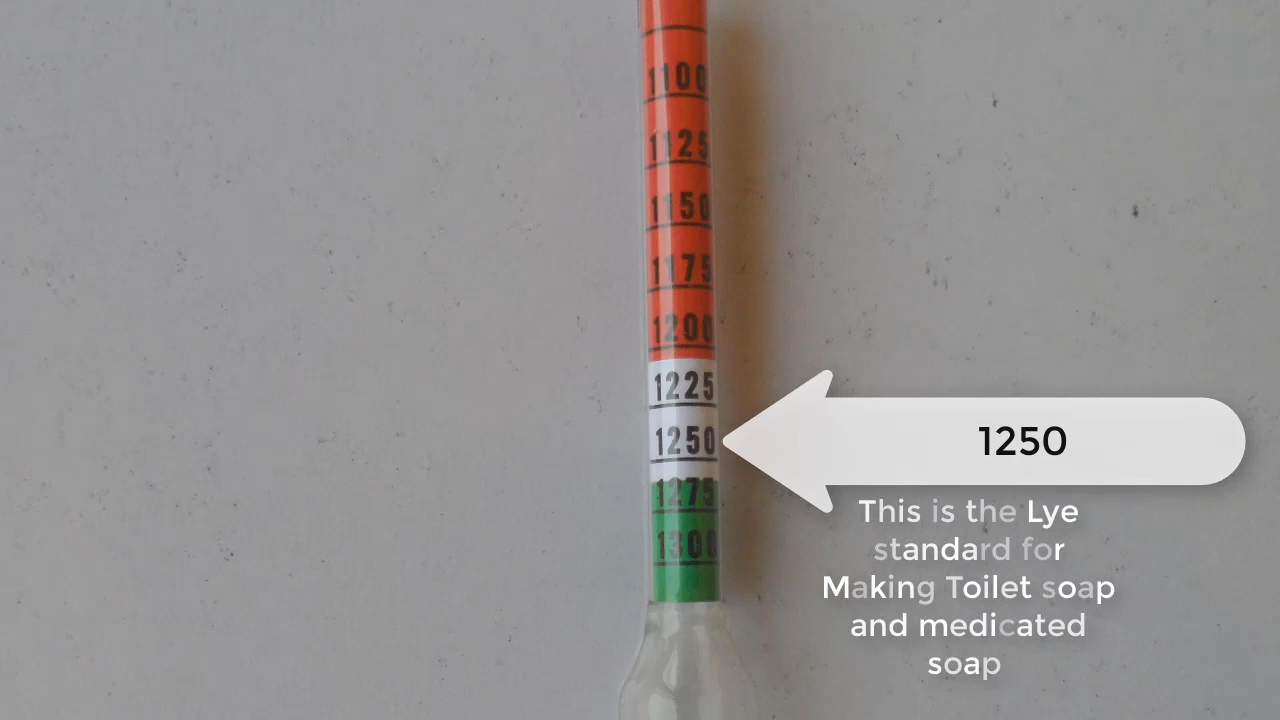 1100
1125
1150
1175
1200
1225
1250
1250
1275
1300
This is the Lye
standard for
Making Toilet soap
and medicated
soap